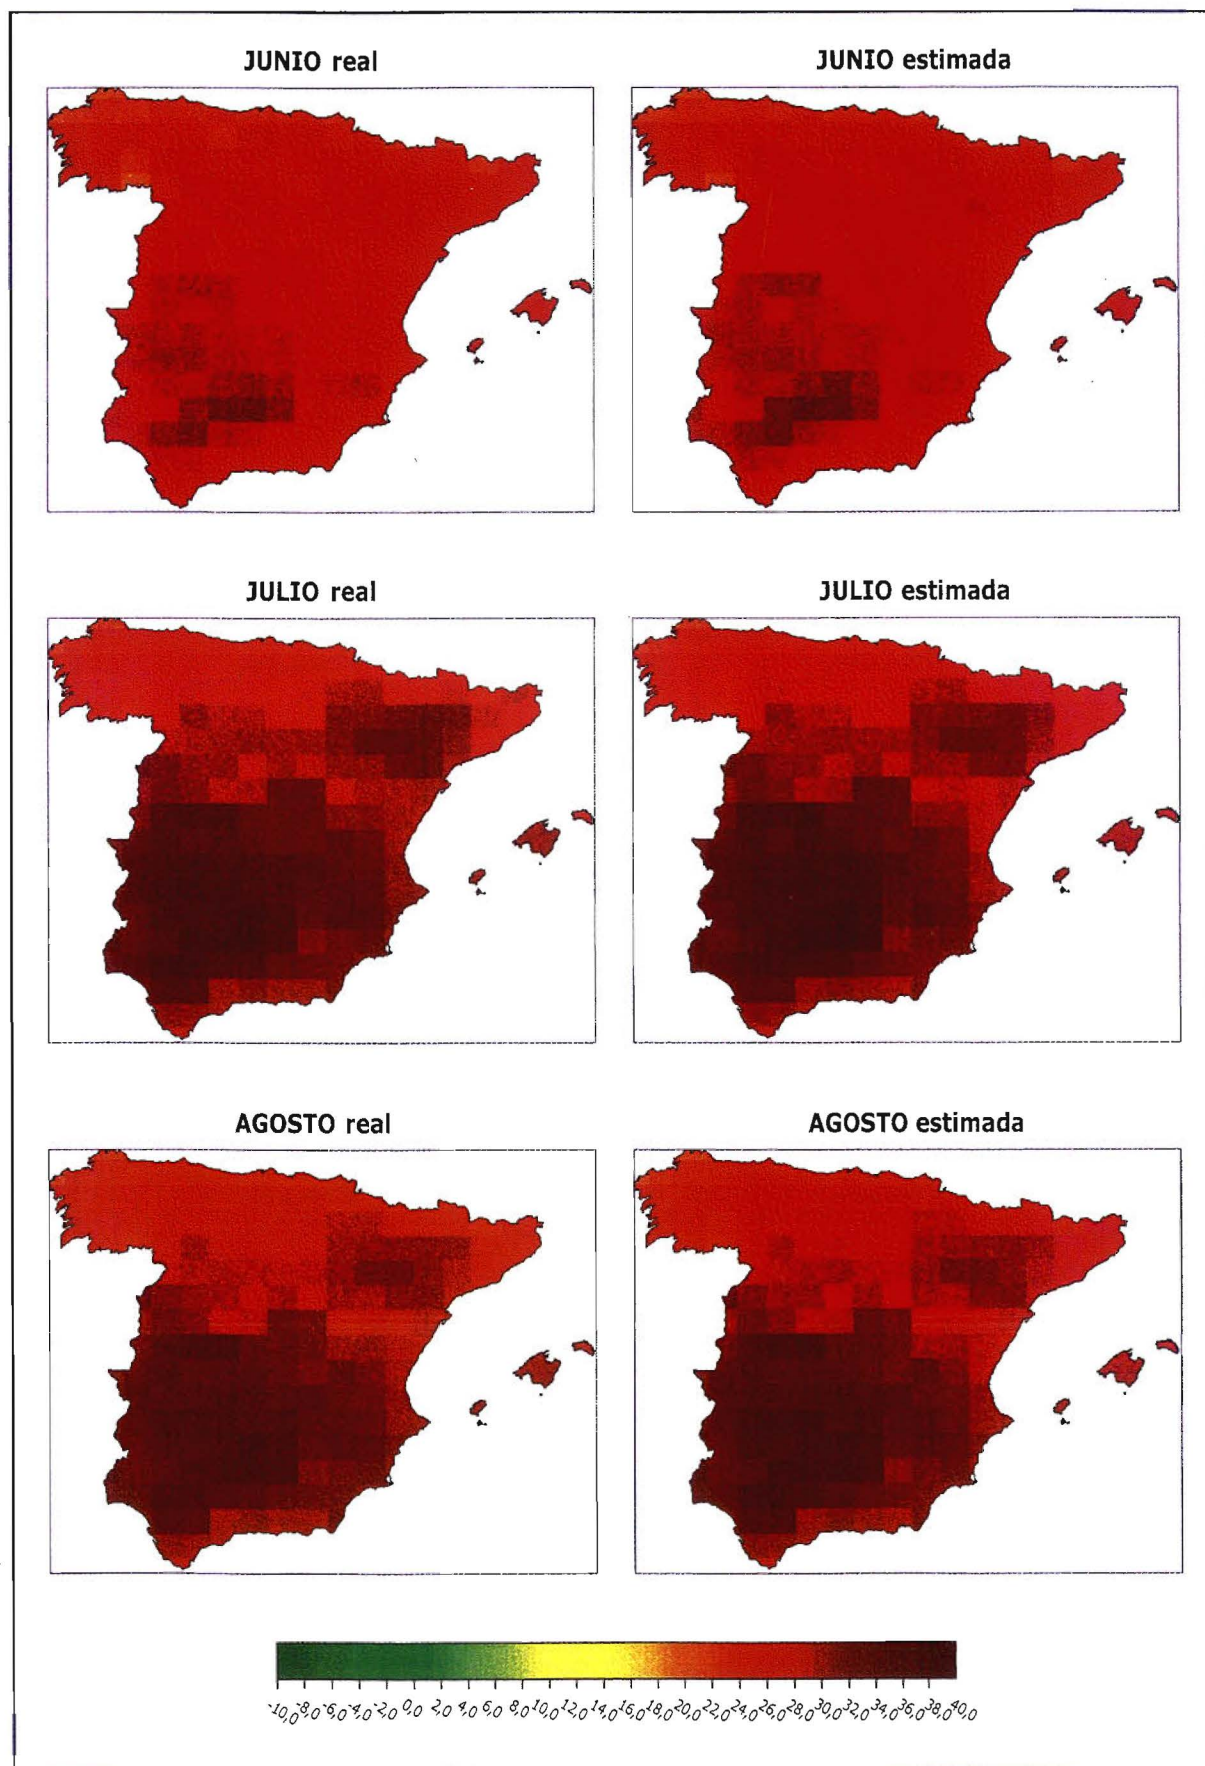 JUNIO real
JUNIO estimada
JULIO real
JULIO estimada
AGOSTO real
AGOSTO estimada
-10,0 -8,0 -6,0 -4,0 -2,0 0,0 2,0 4,0 6,0 8,0 10,0 12,0 14,0 16,0 18,0 20,0 22,0 24,0 26,0 28,0 30,0 32,0 34,0 36,0 38,0 40,0